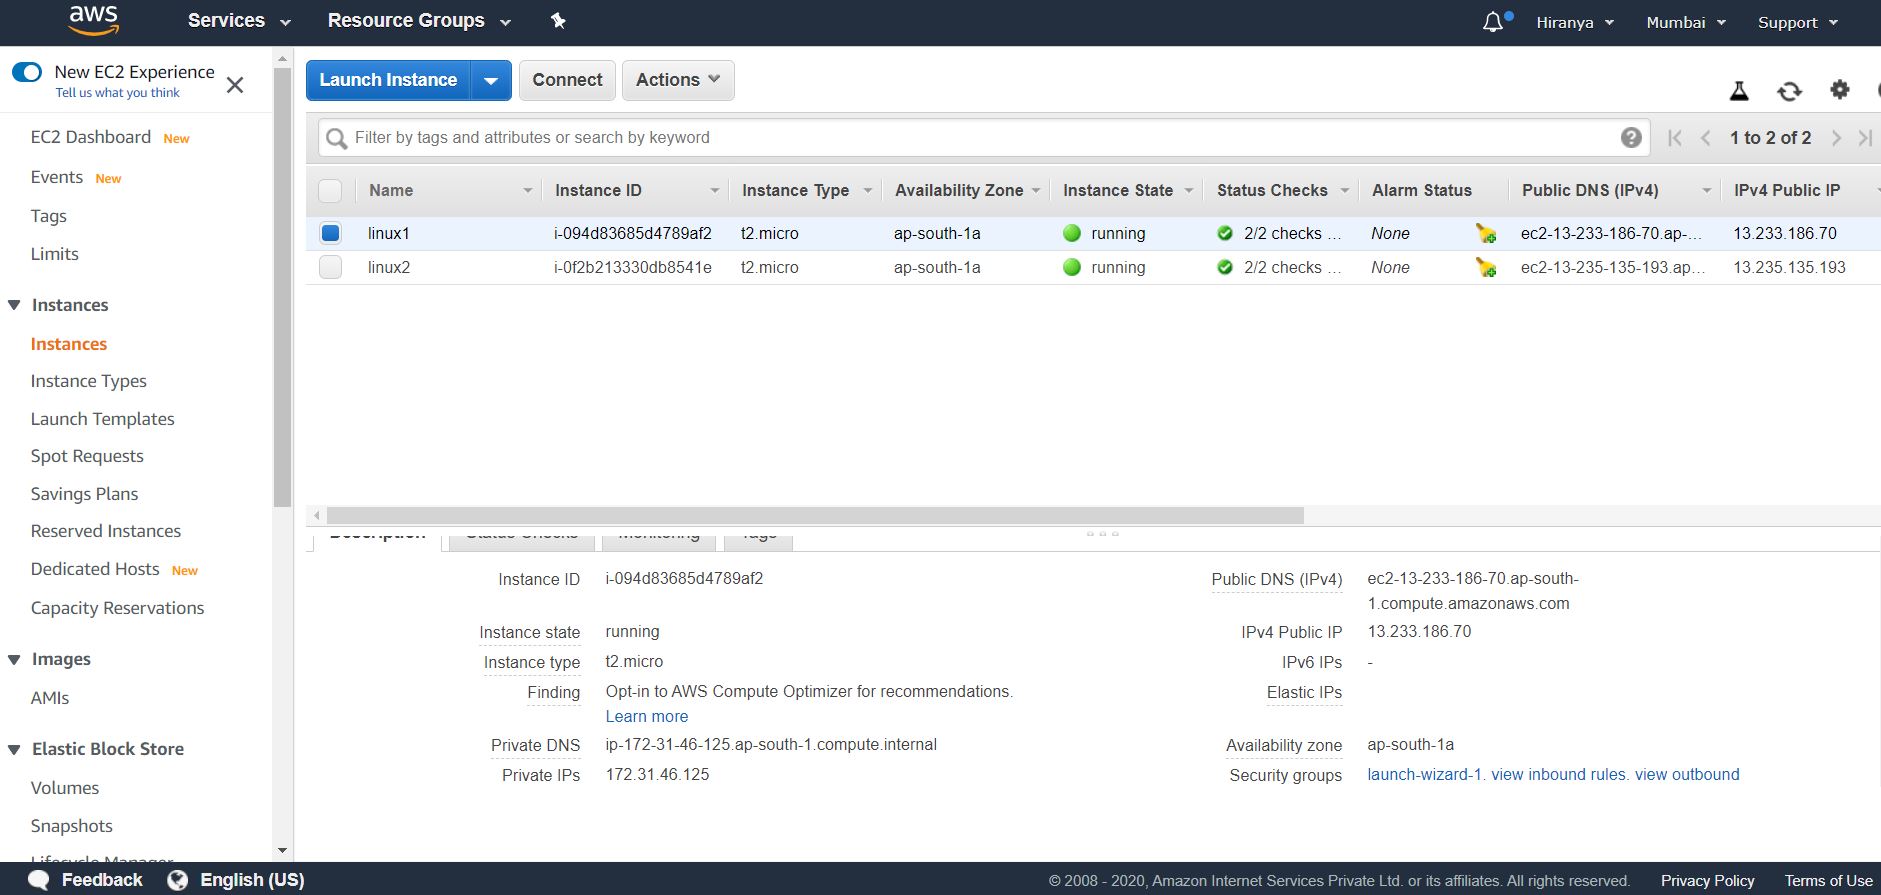 aws Services Resource Groups Hiranya Mumbai Support
New EC2 Experience
Tell us what you think
EC2 Dashboard New
Events New
Tags
Limits
Instances
Instances
Instance Types
Launch Templates
Spot Requests
Savings Plans
Reserved Instances
Dedicated Hosts New
Capacity Reservations
Images
AMIs
Elastic Block Store
Volumes
Snapshots
Lifecycle Manager
Launch Instance Connect Actions
Filter by tags and attributes or search by keyword 1 to 2 of 2
Name Instance ID Instance Type Availability Zone Instance State Status Checks Alarm Status Public DNS (IPv4) IPv4 Public IP
linux1 i-094d83685d4789af2 t2.micro ap-south-1a running 2/2 checks ... None ec2-13-233-186-70.ap-... 13.233.186.70
linux2 i-0f2b213330db8541e t2.micro ap-south-1a running 2/2 checks ... None ec2-13-235-135-193.ap... 13.235.135.193
Description Status Checks Monitoring Tags
Instance ID i-094d83685d4789af2 Public DNS (IPv4) ec2-13-233-186-70.ap-south-
1.compute.amazonaws.com
Instance state running IPv4 Public IP 13.233.186.70
Instance type t2.micro IPv6 IPs -
Finding Opt-in to AWS Compute Optimizer for recommendations. Elastic IPs
Learn more
Private DNS ip-172-31-46-125.ap-south-1.compute.internal Availability zone ap-south-1a
Private IPs 172.31.46.125 Security groups launch-wizard-1. view inbound rules. view outbound
Feedback English (US) © 2008 - 2020, Amazon Internet Services Private Ltd. or its affiliates. All rights reserved. Privacy Policy Terms of Use